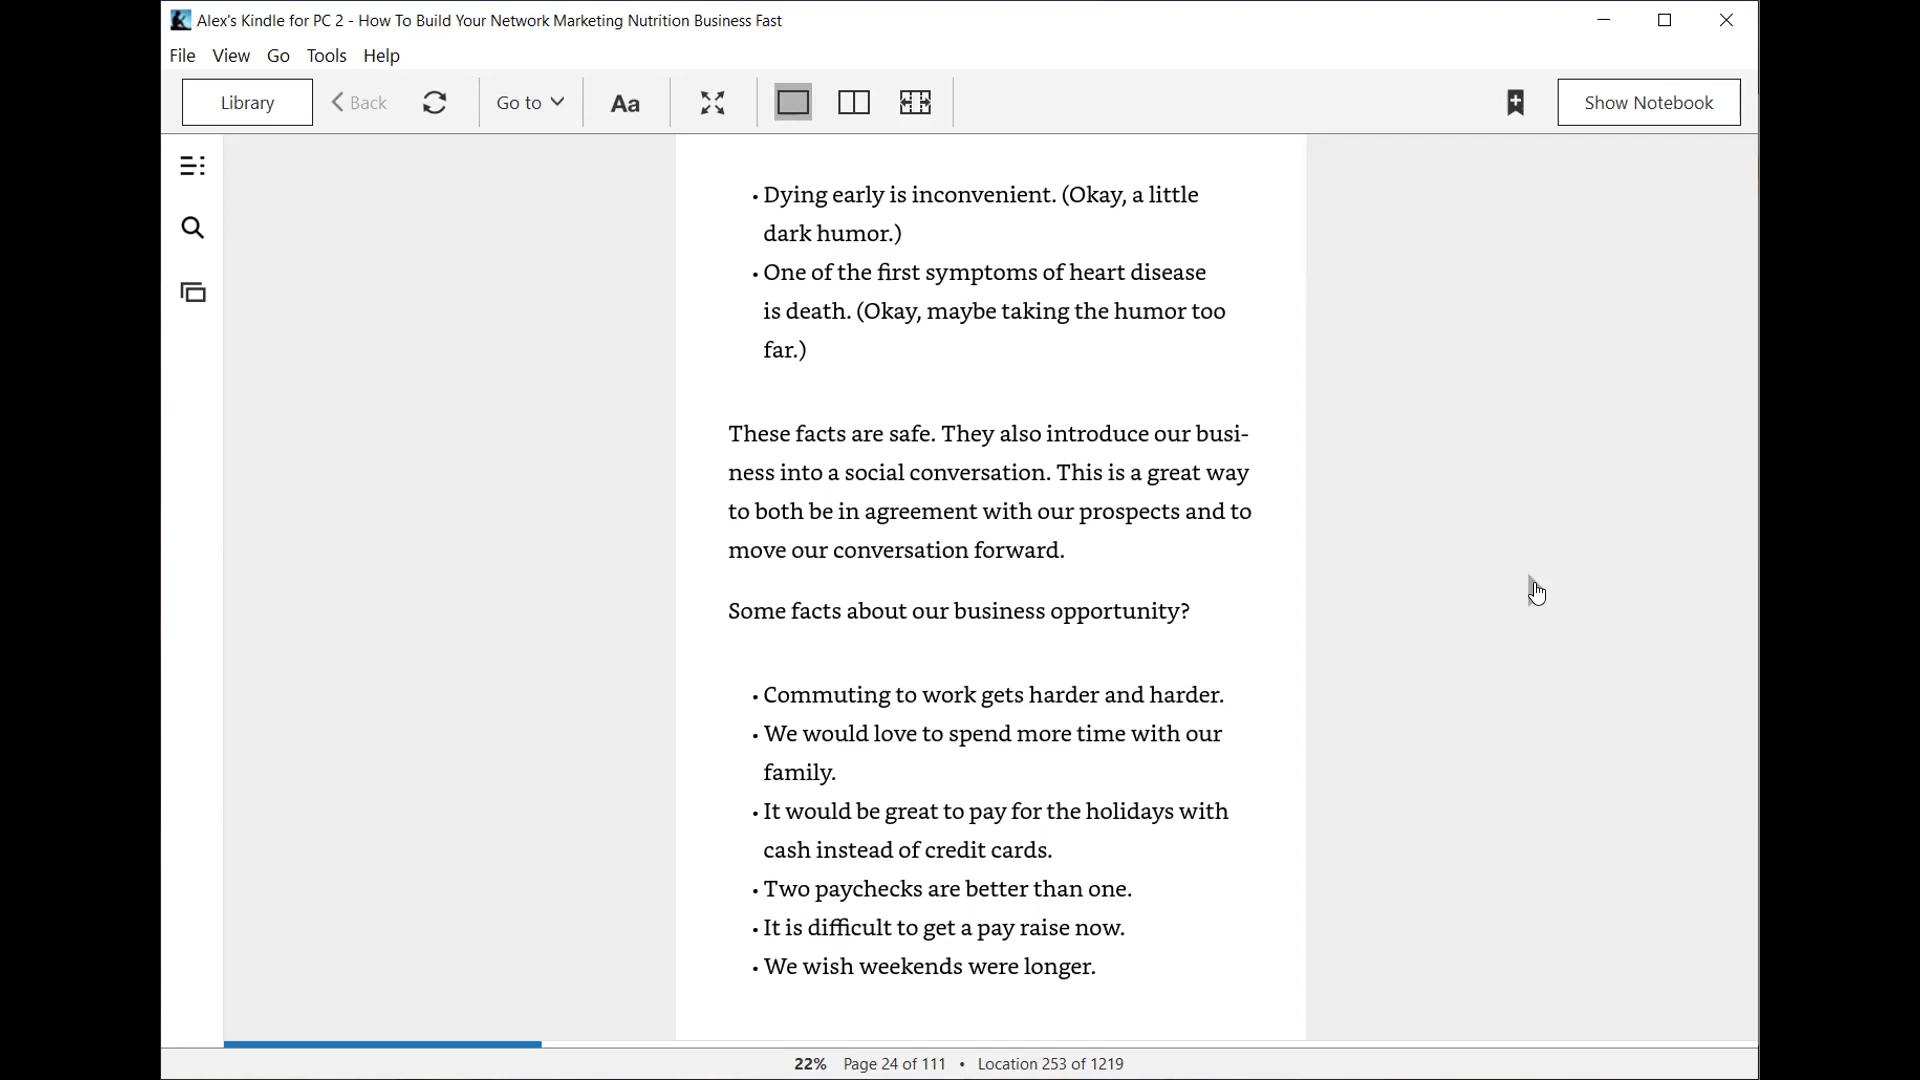 Alex's Kindle for PC 2 - How To Build Your Network Marketing Nutrition Business Fast
File View Go Tools Help
Library Back Go to Aa Show Notebook
• Dying early is inconvenient. (Okay, a little
dark humor.)
• One of the first symptoms of heart disease
is death. (Okay, maybe taking the humor too
far.)
These facts are safe. They also introduce our busi-
ness into a social conversation. This is a great way
to both be in agreement with our prospects and to
move our conversation forward.
Some facts about our business opportunity?
• Commuting to work gets harder and harder.
• We would love to spend more time with our
family.
• It would be great to pay for the holidays with
cash instead of credit cards.
• Two paychecks are better than one.
• It is difficult to get a pay raise now.
• We wish weekends were longer.
22% Page 24 of 111 • Location 253 of 1219